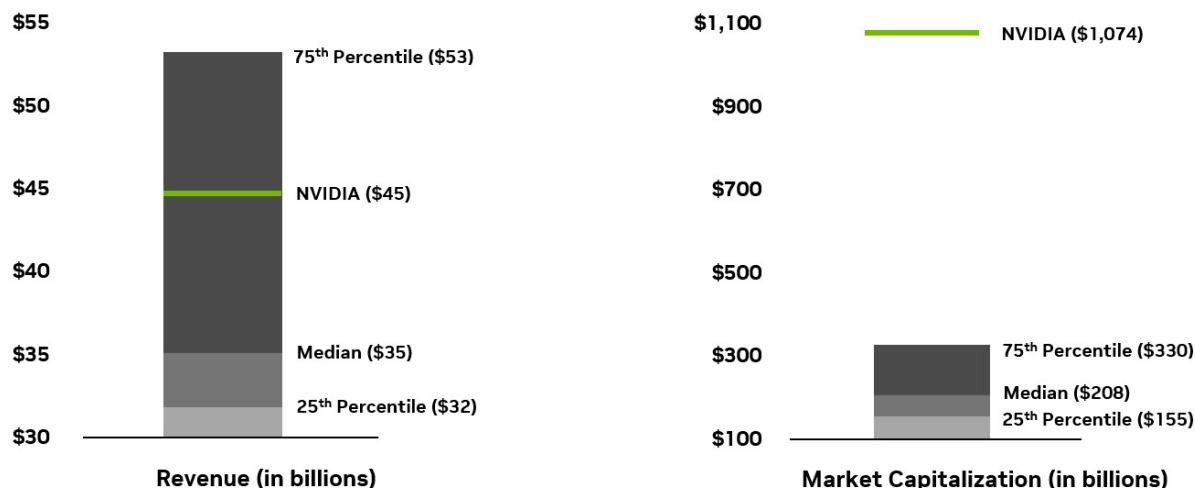 $55
$50
$45
$40
$35
$30
75th Percentile ($53)
NVIDIA ($45)
Median ($35)
25th Percentile ($32)
Revenue (in billions)
$1,100
$900
$700
$500
$300
$100
NVIDIA ($1,074)
75th Percentile ($330)
Median ($208)
25th Percentile ($155)
Market Capitalization (in billions)